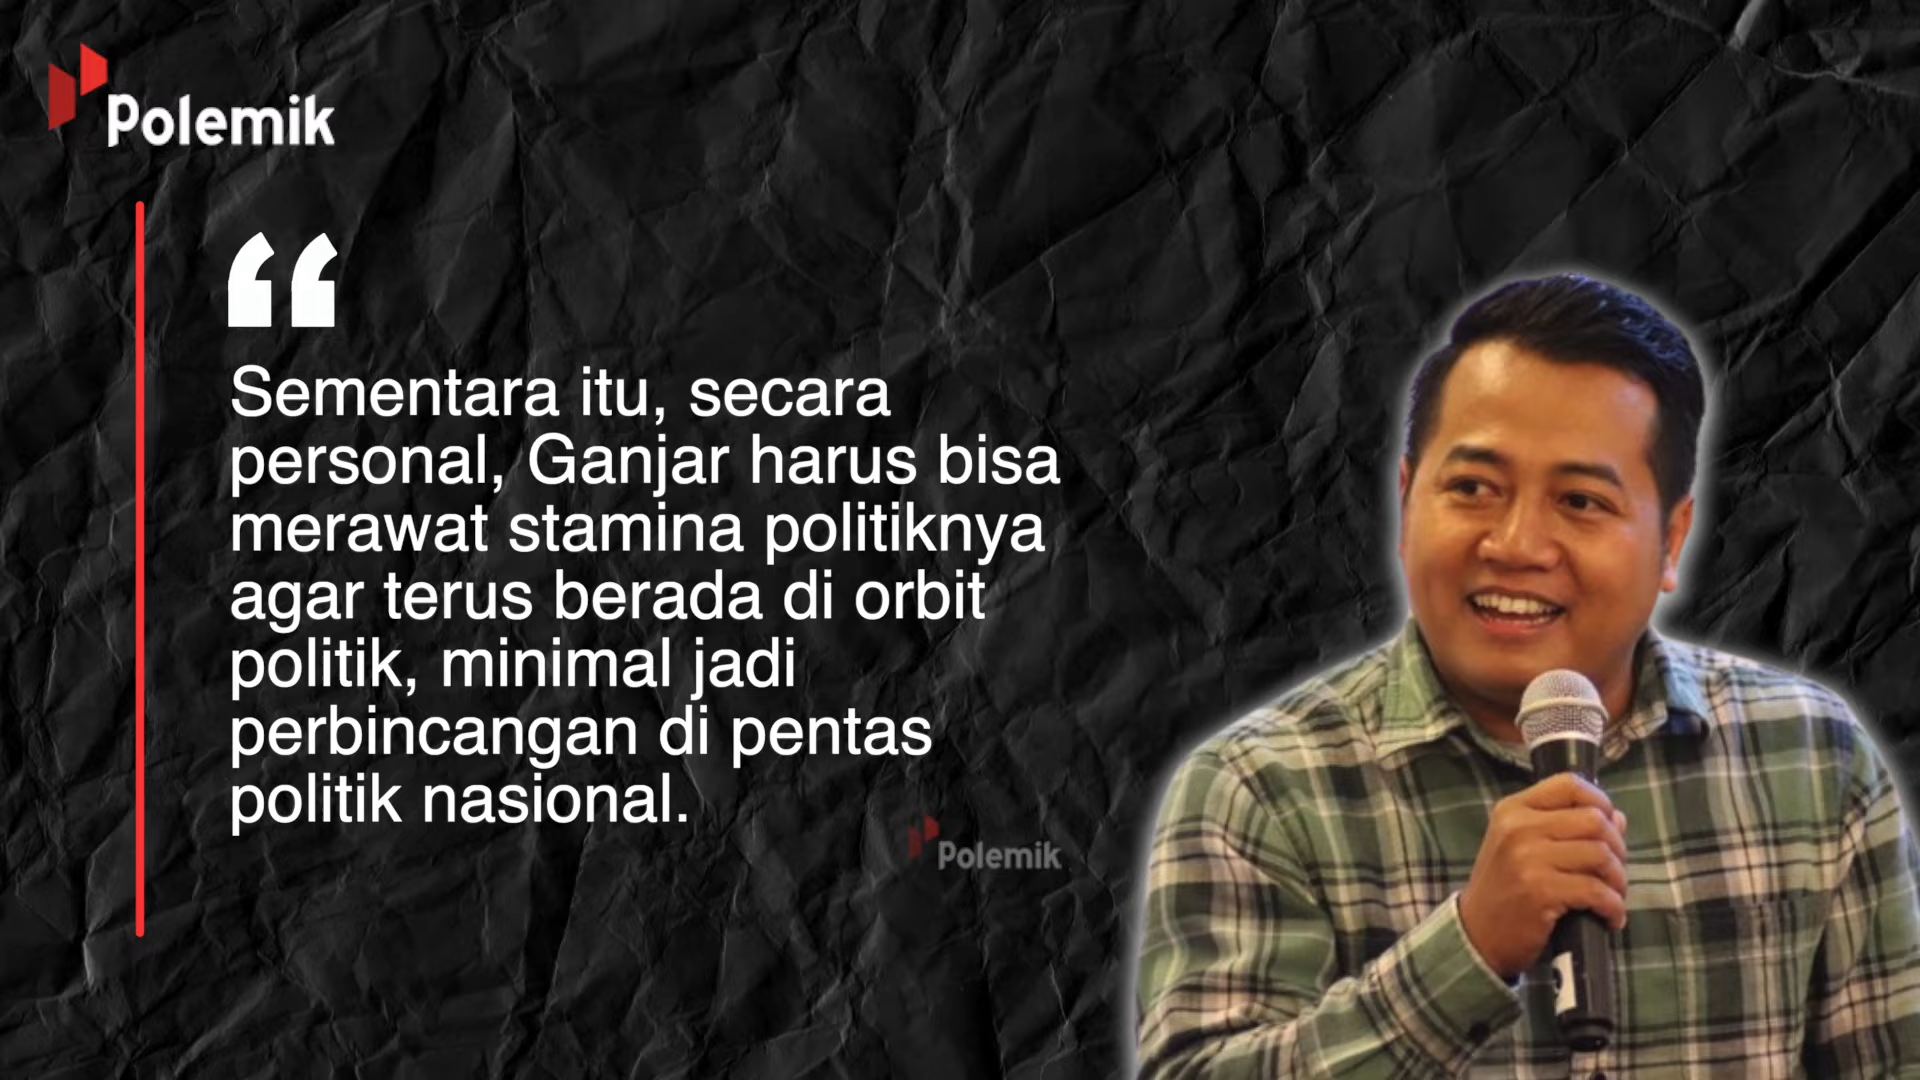 Polemik
“
Sementara itu, secara
personal, Ganjar harus bisa
merawat stamina politiknya
agar terus berada di orbit
politik, minimal jadi
perbincangan di pentas
politik nasional.
Polemik